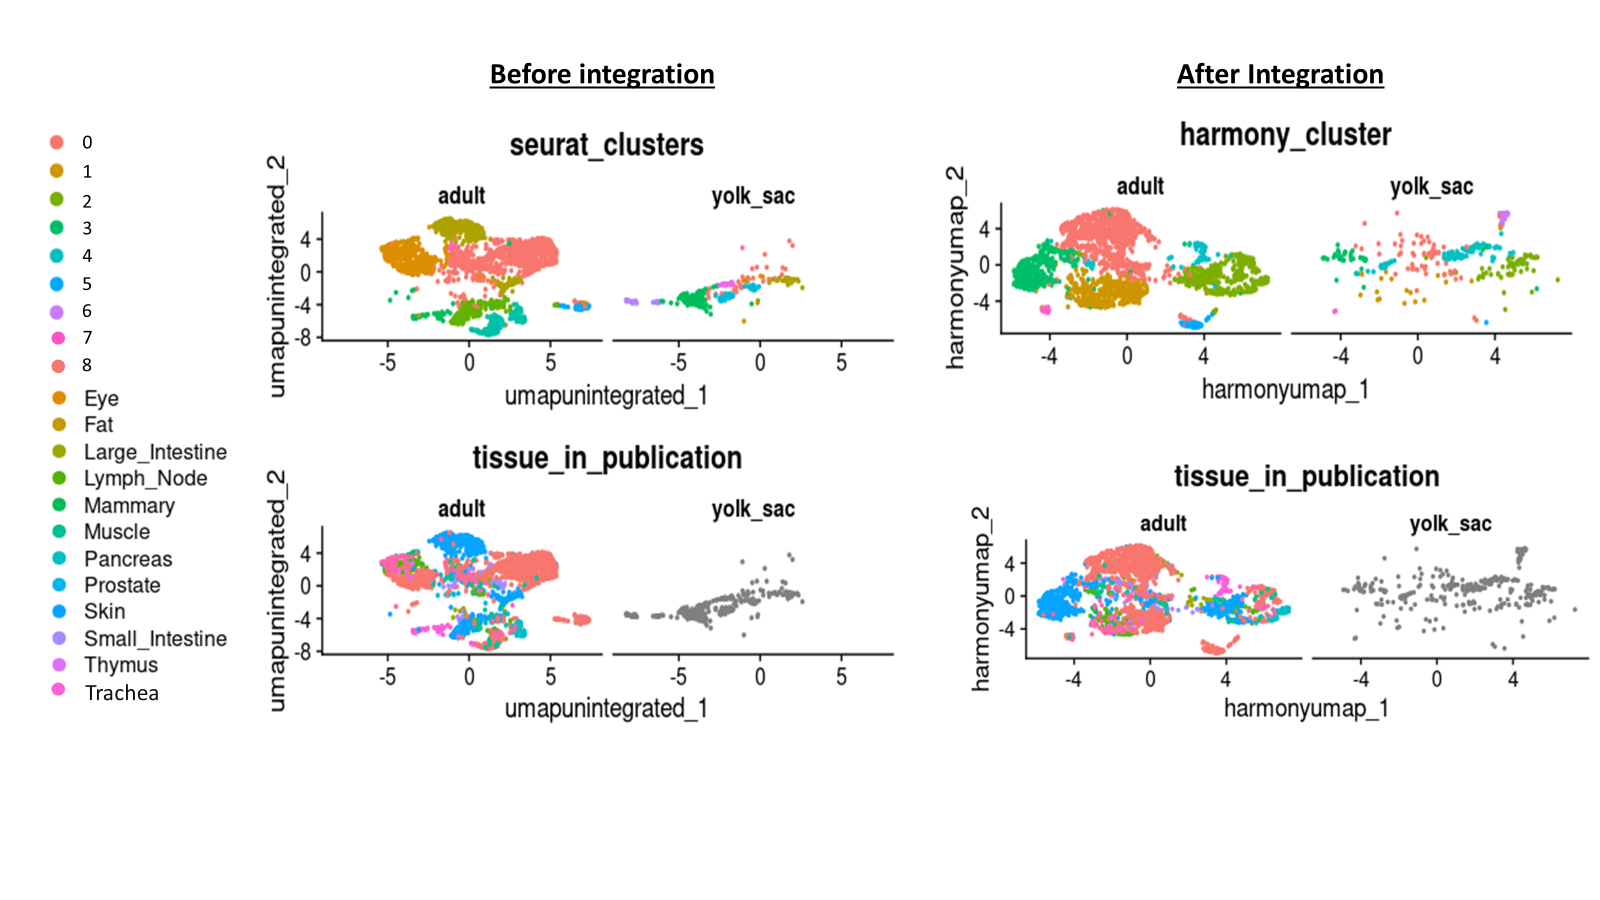 Before integration
After Integration
0
1
2
3
4
5
6
7
8
Eye
Fat
Large_Intestine
Lymph_Node
Mammary
Muscle
Pancreas
Prostate
Skin
Small_Intestine
Thymus
Trachea
seurat_clusters
adult
yolk_sac
umapunintegrated_2
4
0
-4
-8
-5
0
5
-5
0
5
umapunintegrated_1
harmony_cluster
adult
yolk_sac
harmonyumap_2
4
0
-4
-4
0
4
-4
0
4
harmonyumap_1
tissue_in_publication
adult
yolk_sac
umapunintegrated_2
4
0
-4
-8
-5
0
5
-5
0
5
umapunintegrated_1
tissue_in_publication
adult
yolk_sac
harmonyumap_2
4
0
-4
-4
0
4
-4
0
4
harmonyumap_1